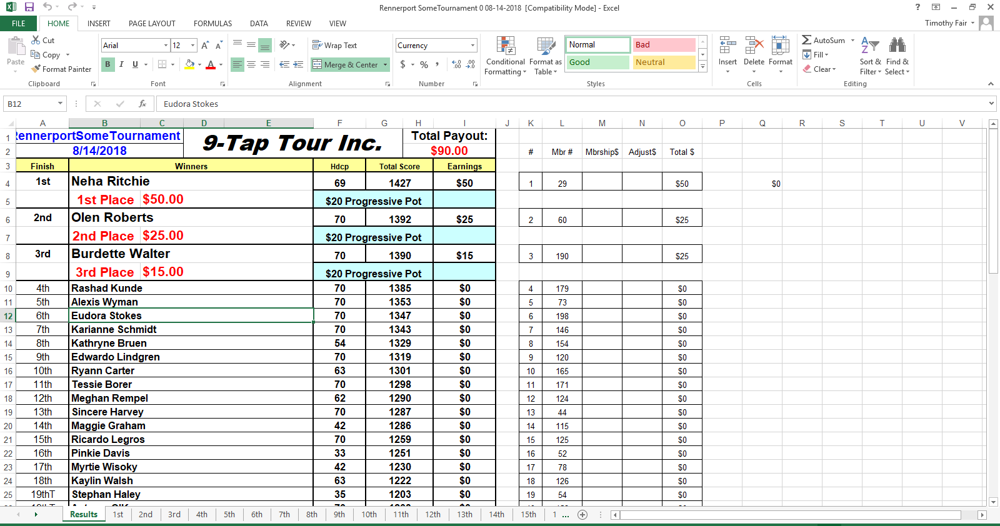 Rennerport SomeTournament 0 08-14-2018 [Compatibility Mode] - Excel
FILE HOME INSERT PAGE LAYOUT FORMULAS DATA REVIEW VIEW Timothy Fair
Paste Cut Copy Format Painter Clipboard
Arial 12 B I U Font
Wrap Text Merge & Center Alignment
Currency $ % Number
Conditional Formatting Format as Table Normal Bad Good Neutral Styles
Insert Delete Format Cells
AutoSum Fill Clear Sort & Filter Find & Select Editing
B12 fx Eudora Stokes
A B C D E F G H I J K L M N O P Q R S T U V
1 RennerportSomeTournament 9-Tap Tour Inc. Total Payout:
2 8/14/2018 $90.00 # Mbr # Mbrship$ Adjust$ Total $
3 Finish Winners Hdcp Total Score Earnings
4 1st Neha Ritchie 69 1427 $50 1 29 $50 $0
5 1st Place $50.00 $20 Progressive Pot
6 2nd Olen Roberts 70 1392 $25 2 60 $25
7 2nd Place $25.00 $20 Progressive Pot
8 3rd Burdette Walter 70 1390 $15 3 190 $25
9 3rd Place $15.00 $20 Progressive Pot
10 4th Rashad Kunde 70 1385 $0 4 179 $0
11 5th Alexis Wyman 70 1353 $0 5 73 $0
12 6th Eudora Stokes 70 1347 $0 6 198 $0
13 7th Karianne Schmidt 70 1343 $0 7 146 $0
14 8th Kathryne Bruen 54 1329 $0 8 154 $0
15 9th Edwardo Lindgren 70 1319 $0 9 120 $0
16 10th Ryann Carter 63 1301 $0 10 165 $0
17 11th Tessie Borer 70 1298 $0 11 171 $0
18 12th Meghan Rempel 62 1290 $0 12 124 $0
19 13th Sincere Harvey 70 1287 $0 13 44 $0
20 14th Maggie Graham 42 1286 $0 14 115 $0
21 15th Ricardo Legros 70 1259 $0 15 125 $0
22 16th Pinkie Davis 33 1251 $0 16 52 $0
23 17th Myrtie Wisoky 42 1230 $0 17 78 $0
24 18th Kaylin Walsh 63 1222 $0 18 126 $0
25 19thT Stephan Haley 35 1203 $0 19 54 $0
Results 1st 2nd 3rd 4th 5th 6th 7th 8th 9th 10th 11th 12th 13th 14th 15th 1 ...